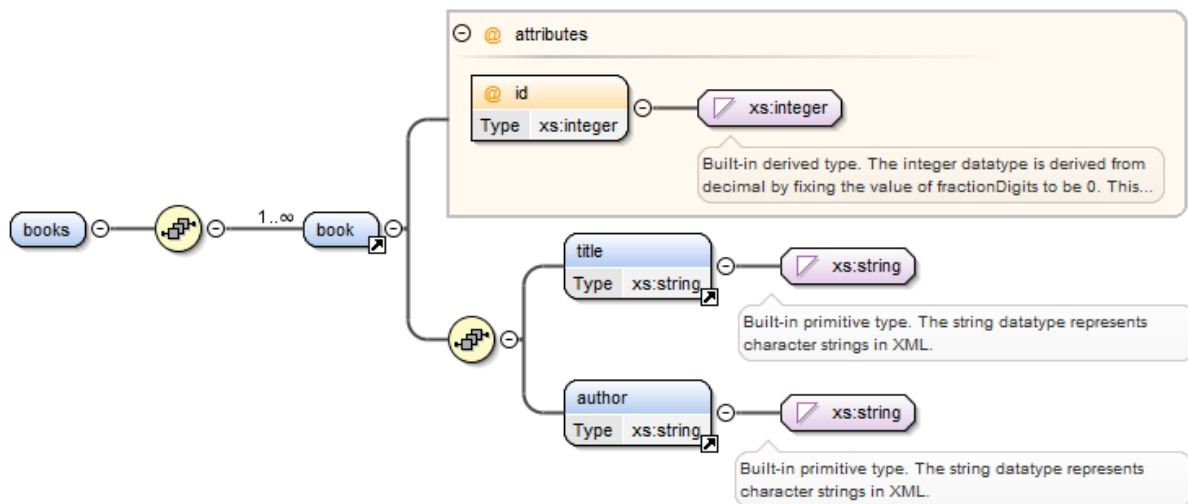 @ attributes
@ id
Type xs:integer
xs:integer
Built-in derived type. The integer datatype is derived from
decimal by fixing the value of fractionDigits to be 0. This...
books
1..∞
book
title
Type xs:string
xs:string
Built-in primitive type. The string datatype represents
character strings in XML.
author
Type xs:string
xs:string
Built-in primitive type. The string datatype represents
character strings in XML.